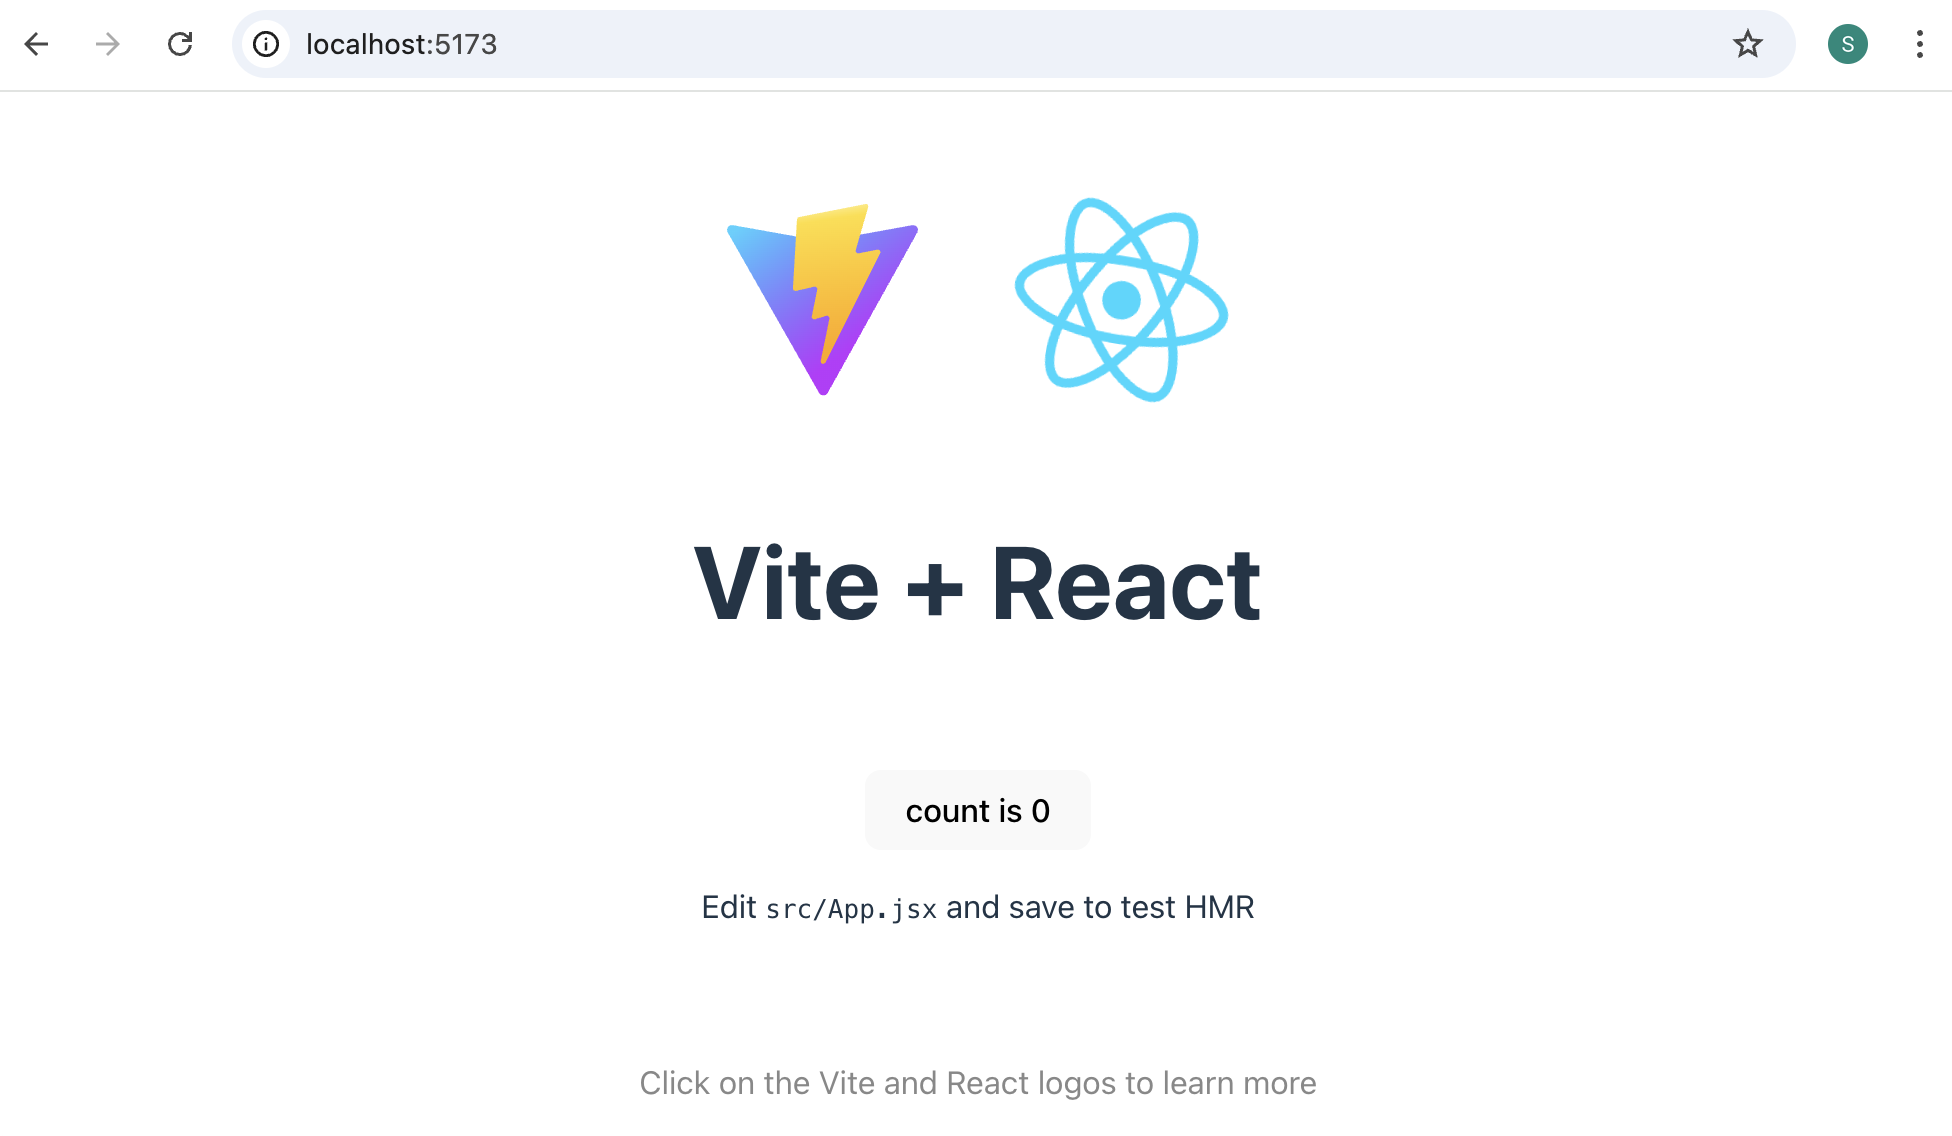 localhost:5173
S
Vite + React
count is 0
Edit src/App.jsx and save to test HMR
Click on the Vite and React logos to learn more